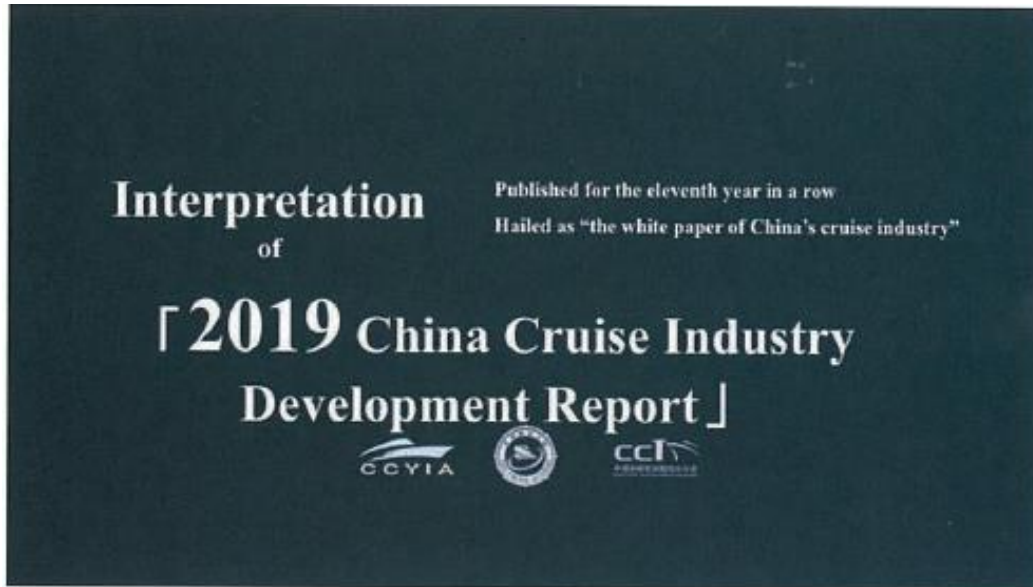 Interpretation
of
Published for the eleventh year in a row
Hailed as “the white paper of China’s cruise industry”
「2019 China Cruise Industry
Development Report」
CCYIA